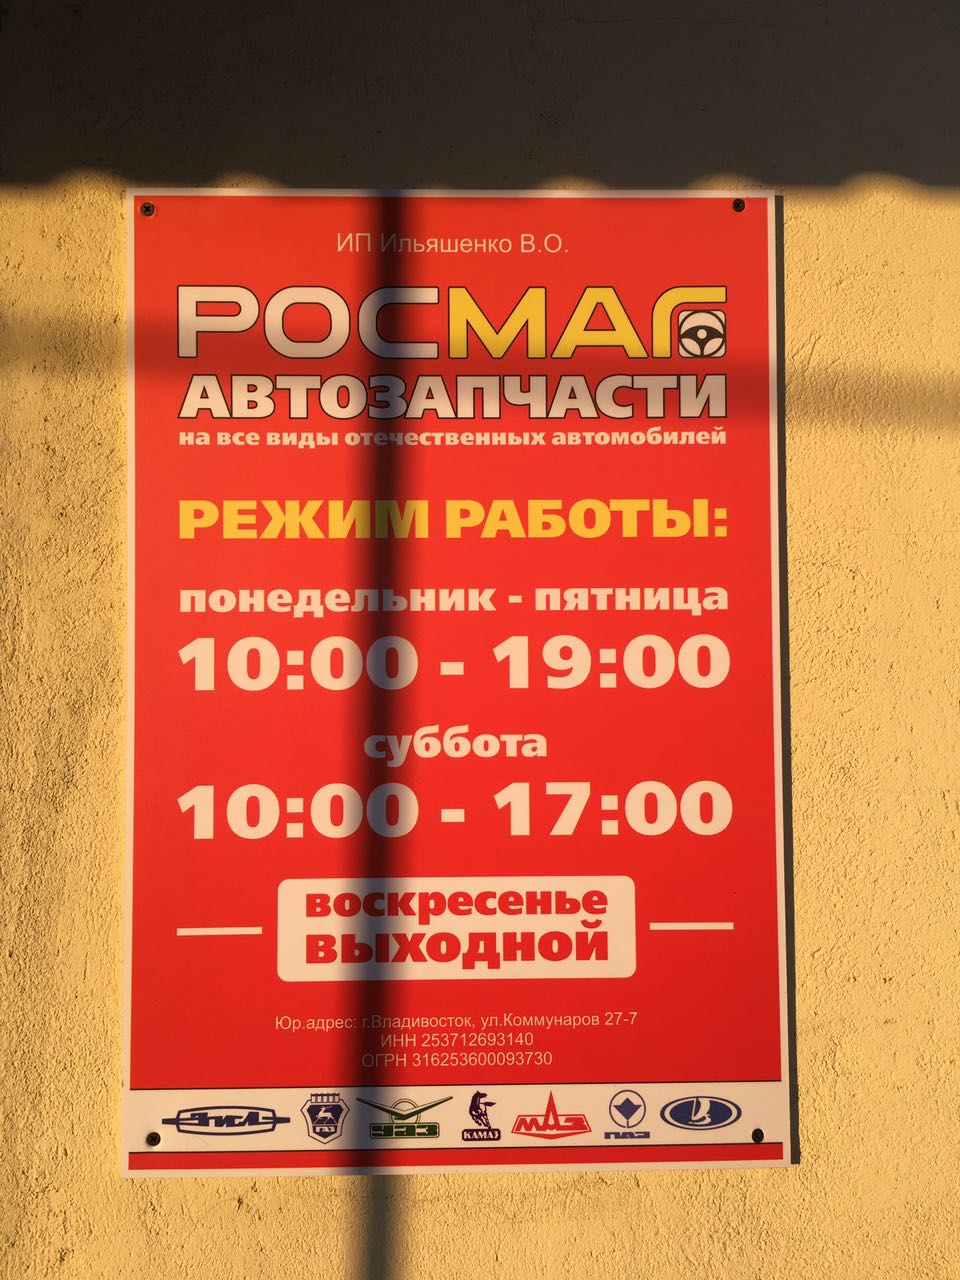 ИП Ильяшенко В.О.
РОСМАГ
АВТОЗАПЧАСТИ
на все виды отечественных автомобилей
РЕЖИМ РАБОТЫ:
понедельник - пятница
10:00 - 19:00
суббота
10:00 - 17:00
воскресенье
выходной
Юр.адрес: г.Владивосток, ул.Коммунаров 27-7
ИНН 253712693140
ОГРН 316253600093730
ЗИЛ ГАЗ УАЗ КАМАЗ МАЗ ПАЗ